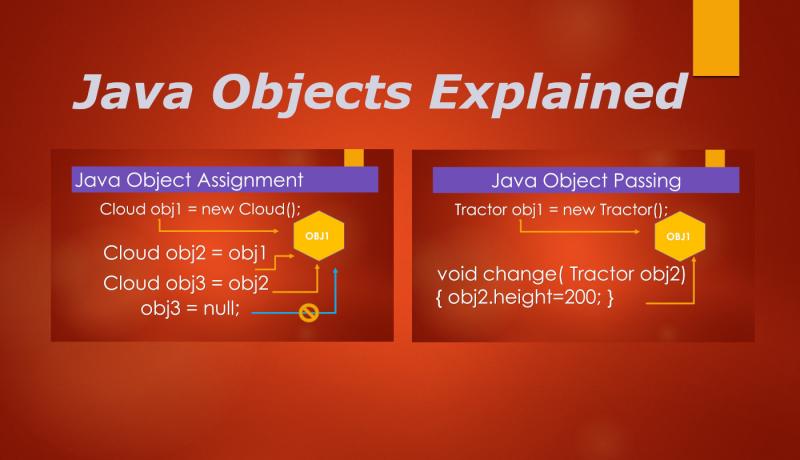 Java Objects Explained
Java Object Assignment
Cloud obj1 = new Cloud();
OBJ1
Cloud obj2 = obj1
Cloud obj3 = obj2
obj3 = null;
Java Object Passing
Tractor obj1 = new Tractor();
OBJ1
void change( Tractor obj2)
{ obj2.height=200; }